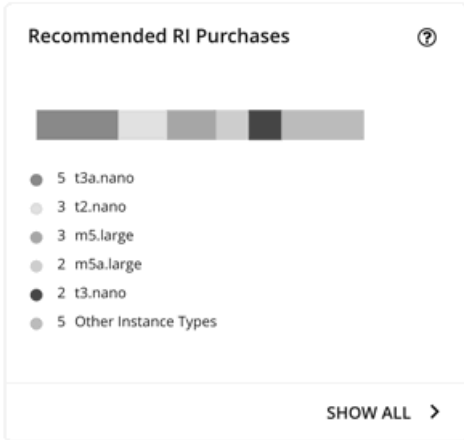 Recommended RI Purchases
5 t3a.nano
3 t2.nano
3 m5.large
2 m5a.large
2 t3.nano
5 Other Instance Types
SHOW ALL